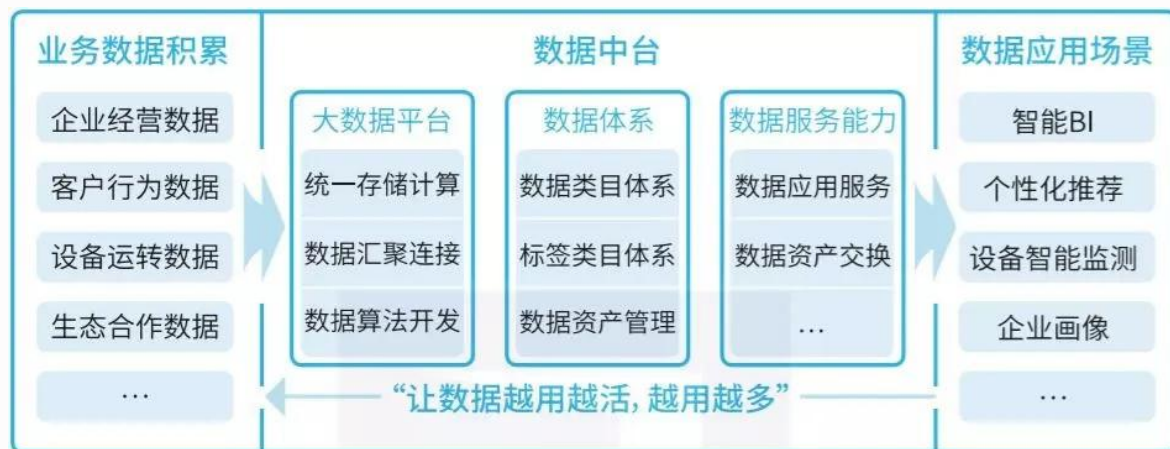 业务数据积累
企业经营数据
客户行为数据
设备运转数据
生态合作数据
…
数据中台
大数据平台
统一存储计算
数据汇聚连接
数据算法开发
数据体系
数据类目体系
标签类目体系
数据资产管理
数据服务能力
数据应用服务
数据资产交换
…
“让数据越用越活, 越用越多”
数据应用场景
智能BI
个性化推荐
设备智能监测
企业画像
…